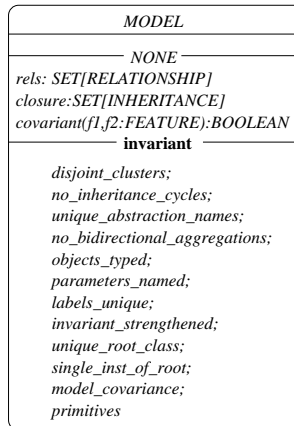 MODEL
NONE
rels: SET[RELATIONSHIP]
closure:SET[INHERITANCE]
covariant(f1,f2:FEATURE):BOOLEAN
invariant
disjoint_clusters;
no_inheritance_cycles;
unique_abstraction_names;
no_bidirectional_aggregations;
objects_typed;
parameters_named;
labels_unique;
invariant_strengthened;
unique_root_class;
single_inst_of_root;
model_covariance;
primitives